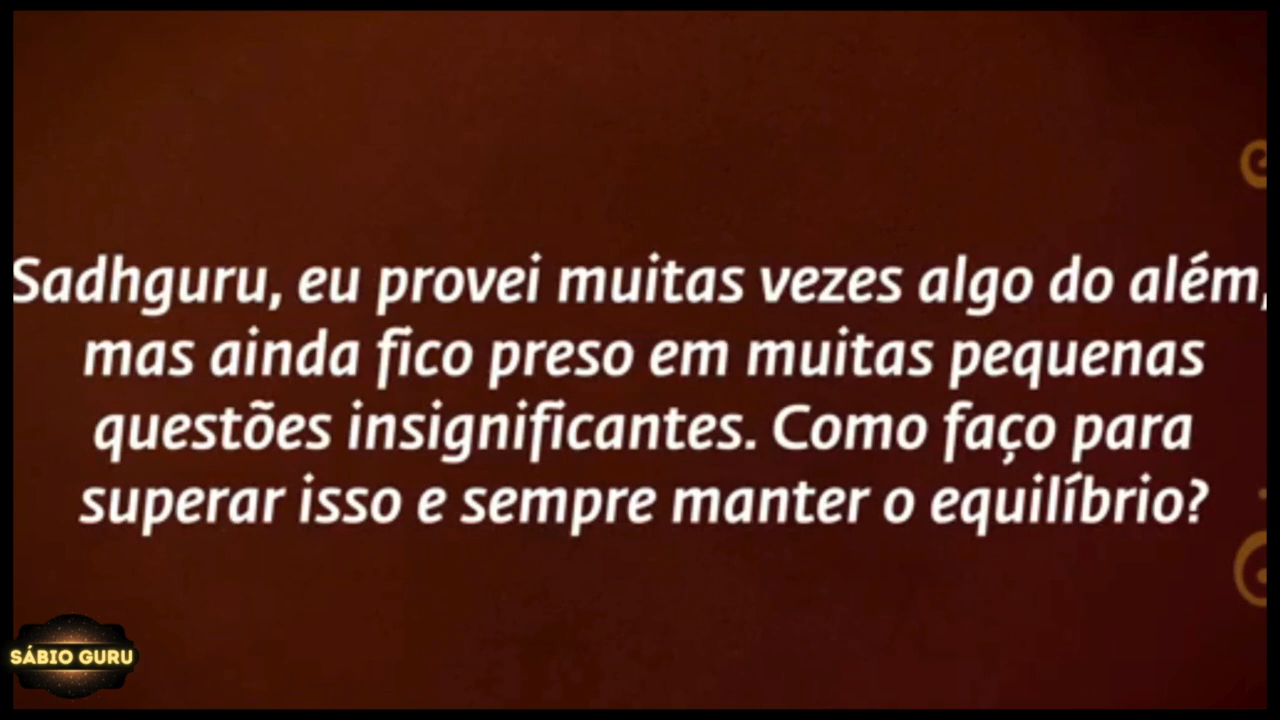 Sadhguru, eu provei muitas vezes algo do além,
mas ainda fico preso em muitas pequenas
questões insignificantes. Como faço para
superar isso e sempre manter o equilíbrio?
SÁBIO GURU